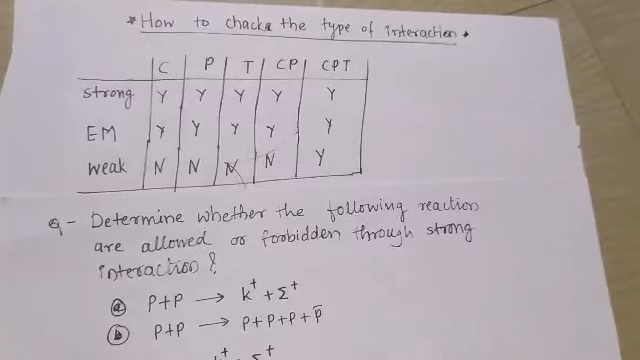 *How to chack the type of interaction*
C P T CP CPT
strong Y Y Y Y Y
EM Y Y Y Y Y
weak N N N N Y
Q- Determine whether the following reaction
are allowed or forbidden through strong
interaction?
(a) P+P → k⁺ + Σ⁺
(b) P+P → P+P+P+p̄
k⁺ Σ⁺